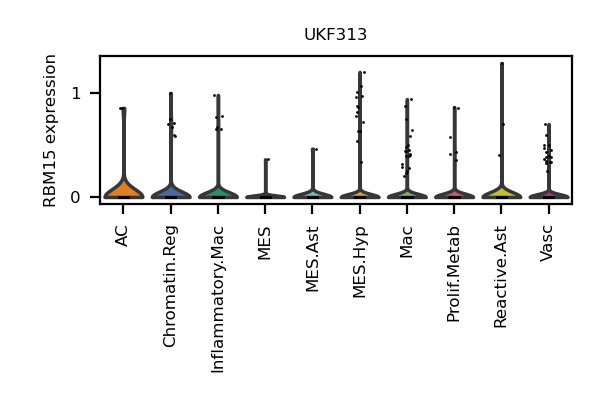 UKF313
RBM15 expression
1
0
AC
Chromatin.Reg
Inflammatory.Mac
MES
MES.Ast
MES.Hyp
Mac
Prolif.Metab
Reactive.Ast
Vasc